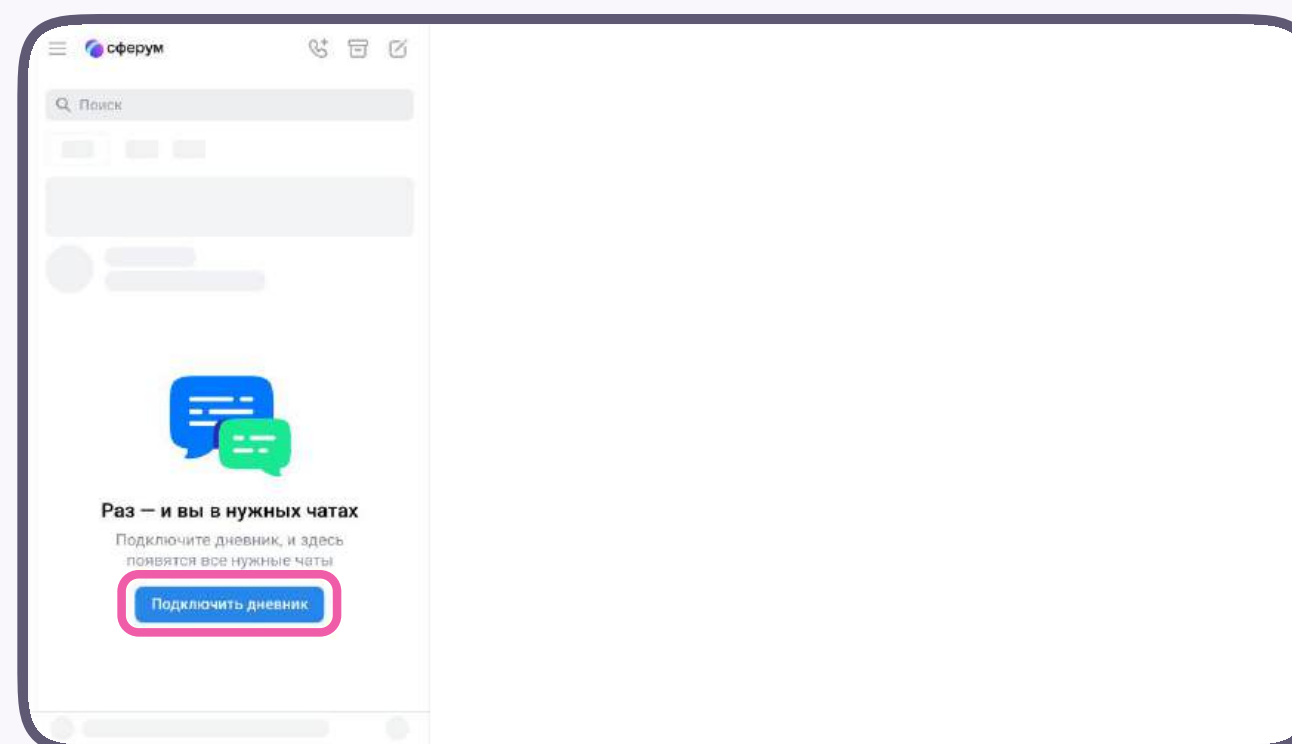 сферум
Поиск
Раз — и вы в нужных чатах
Подключите дневник, и здесь
появятся все нужные чаты
Подключить дневник